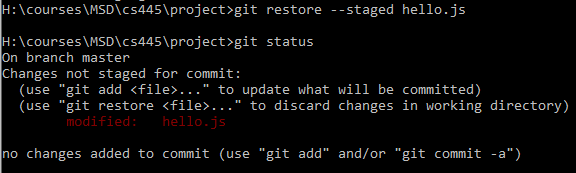 H:\courses\MSD\cs445\project>git restore --staged hello.js
H:\courses\MSD\cs445\project>git status
On branch master
Changes not staged for commit:
  (use "git add <file>..." to update what will be committed)
  (use "git restore <file>..." to discard changes in working directory)
        modified:   hello.js
no changes added to commit (use "git add" and/or "git commit -a")